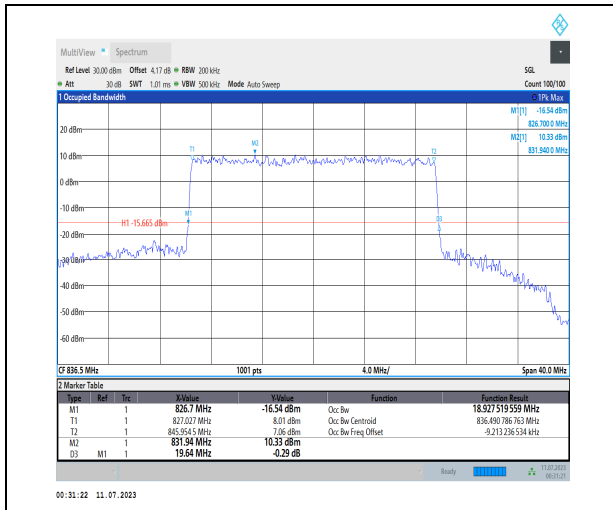 MultiView Spectrum
Ref Level 30.00 dBm Offset 4.17 dB RBW 200 kHz SGL
Att 30 dB SWT 1.01 ms VBW 500 kHz Mode Auto Sweep Count 100/100
1 Occupied Bandwidth 1Pk Max
M1[1] -16.54 dBm
826.700 0 MHz
M2[1] 10.33 dBm
831.940 0 MHz
20 dBm
10 dBm
T1
M2
T2
0 dBm
-10 dBm
M1
D3
H1 -15.665 dBm
-20 dBm
-30 dBm
-40 dBm
-50 dBm
-60 dBm
CF 836.5 MHz 1001 pts 4.0 MHz/ Span 40.0 MHz
2 Marker Table
Type Ref Trc X-Value Y-Value Function Function Result
M1 1 826.7 MHz -16.54 dBm Occ Bw 18.927 519 559 MHz
T1 1 827.027 MHz 8.01 dBm Occ Bw Centroid 836.490 786 763 MHz
T2 1 845.954 5 MHz 7.06 dBm Occ Bw Freq Offset -9.213 236 534 kHz
M2 1 831.94 MHz 10.33 dBm
D3 M1 1 19.64 MHz -0.29 dB
Ready 11.07.2023
00:31:21
00:31:22 11.07.2023